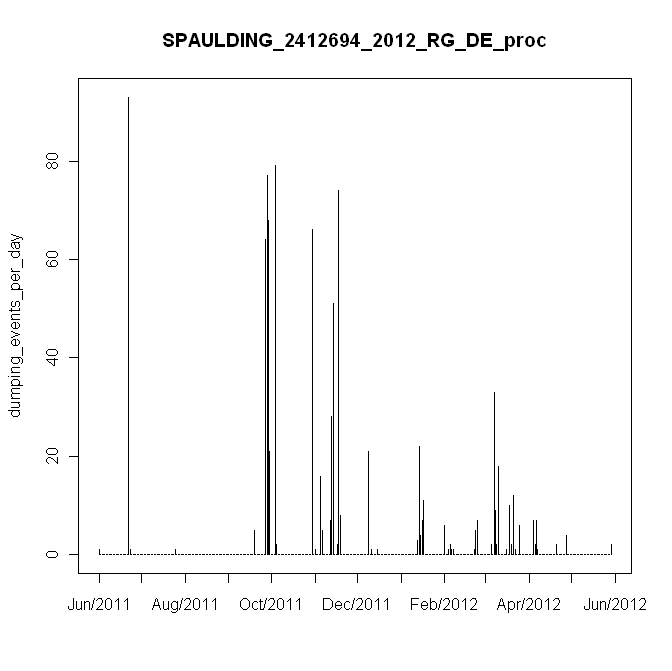 SPAULDING_2412694_2012_RG_DE_proc
dumping_events_per_day
80
60
40
20
0
Jun/2011 Aug/2011 Oct/2011 Dec/2011 Feb/2012 Apr/2012 Jun/2012